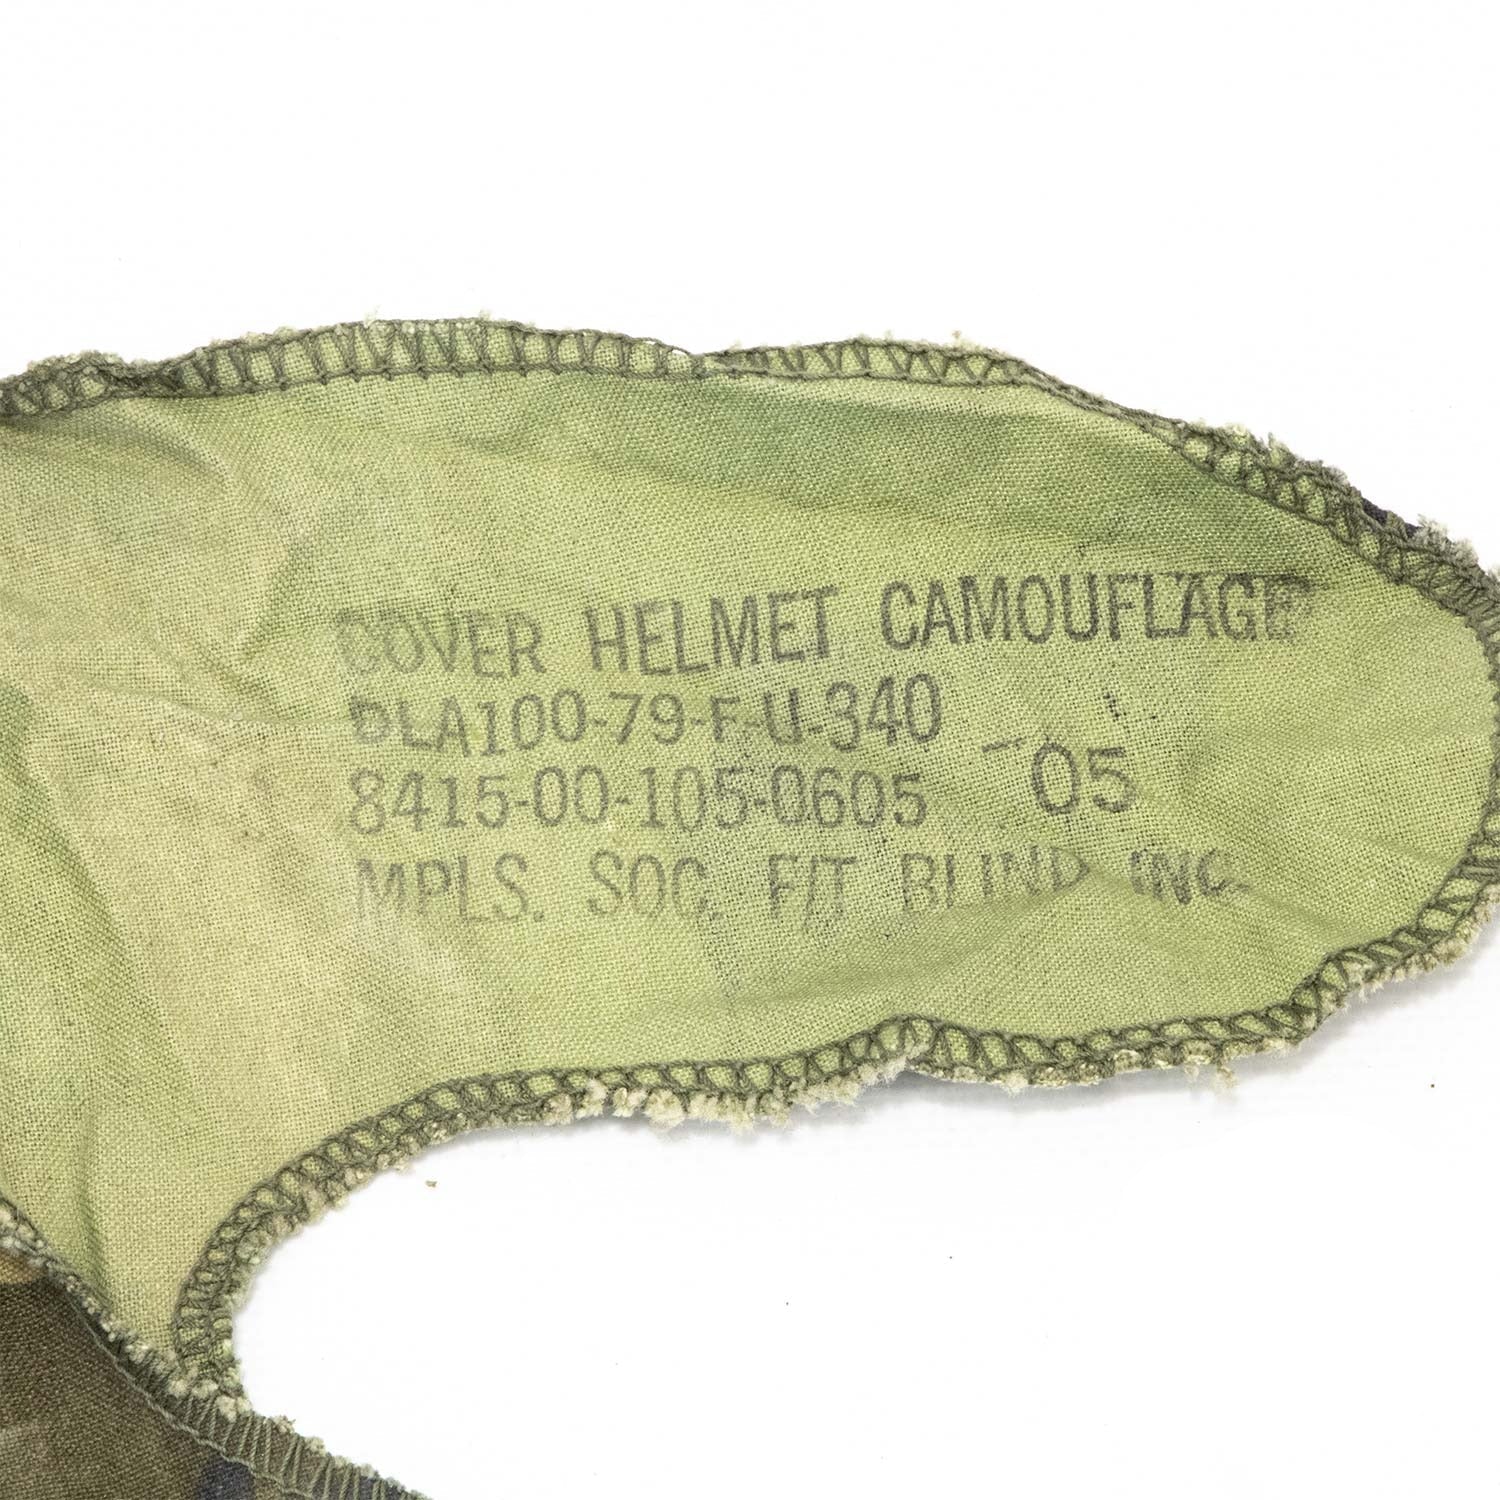 COVER HELMET CAMOUFLAGE
DLA100-79-F-U-340
8415-00-105-0605 -05
MPLS. SOC. F/T BLIND INC.